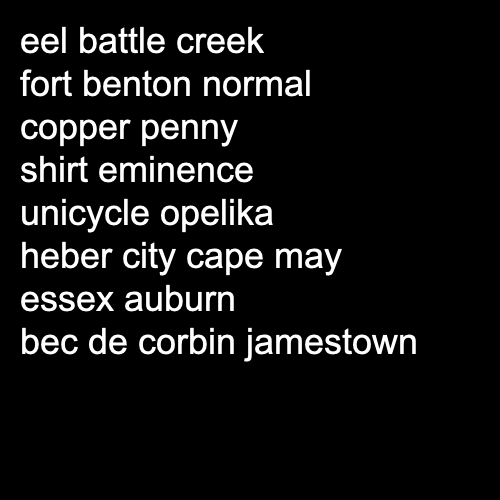 eel battle creek
fort benton normal
copper penny
shirt eminence
unicycle opelika
heber city cape may
essex auburn
bec de corbin jamestown